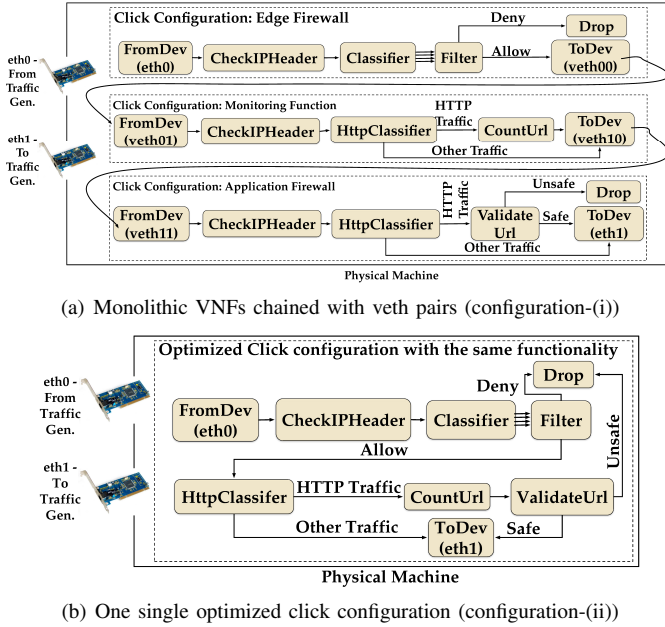 Click Configuration: Edge Firewall
Deny
Drop
eth0 -
From
Traffic
Gen.
FromDev
(eth0)
CheckIPHeader
Classifier
Filter
Allow
ToDev
(veth00)
Click Configuration: Monitoring Function
HTTP
Traffic
eth1 -
To
Traffic
Gen.
FromDev
(veth01)
CheckIPHeader
HttpClassifier
CountUrl
ToDev
(veth10)
Other Traffic
Click Configuration: Application Firewall
HTTP
Traffic
Unsafe
Drop
FromDev
(veth11)
CheckIPHeader
HttpClassifier
Validate
Url
Safe
ToDev
(eth1)
Other Traffic
Physical Machine
(a) Monolithic VNFs chained with veth pairs (configuration-(i))
Optimized Click configuration with the same functionality
Deny
Drop
eth0 -
From
Traffic
Gen.
FromDev
(eth0)
CheckIPHeader
Classifier
Filter
Unsafe
Allow
eth1 -
To
Traffic
Gen.
HttpClassifer
HTTP Traffic
CountUrl
ValidateUrl
Other Traffic
ToDev
(eth1)
Safe
Physical Machine
(b) One single optimized click configuration (configuration-(ii))